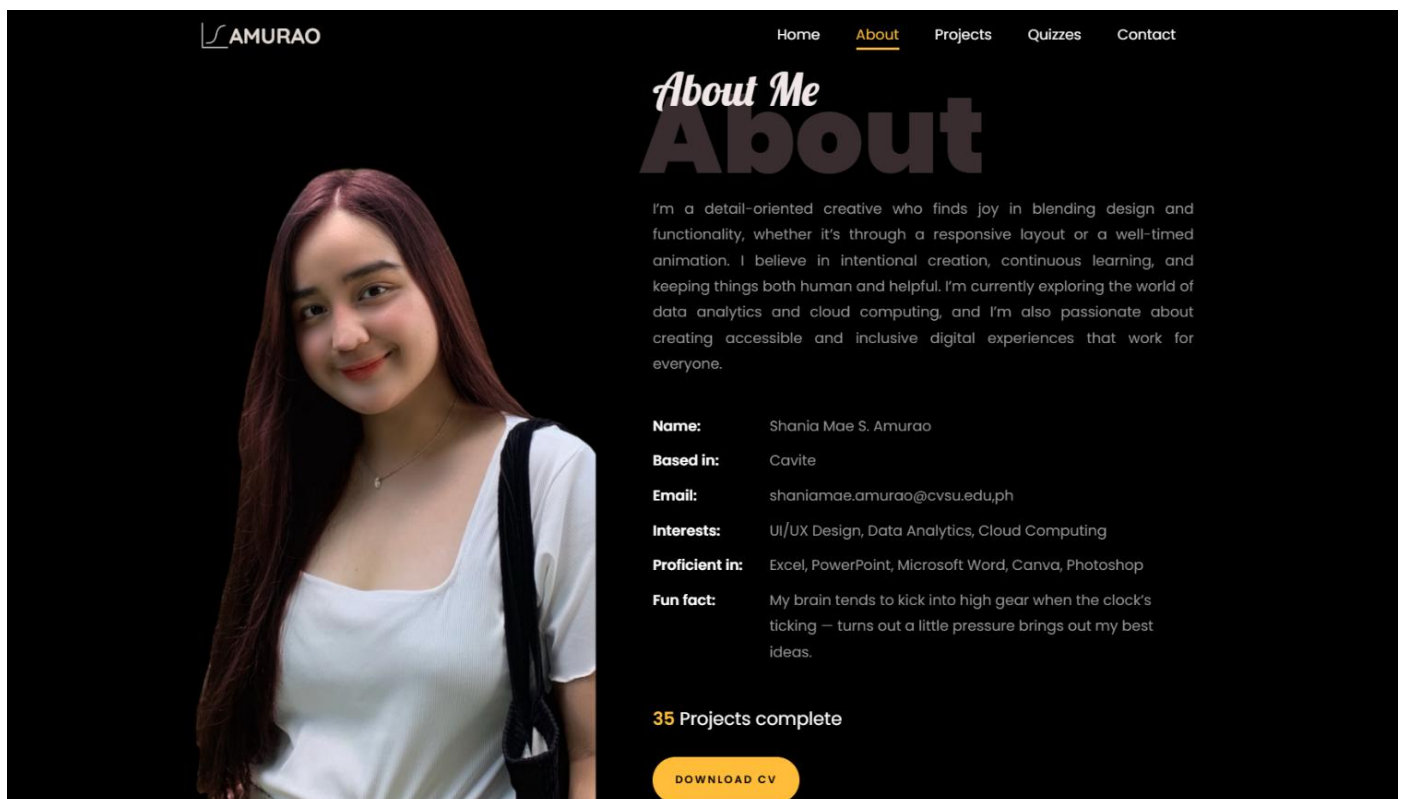 AMURAO
Home About Projects Quizzes Contact
About Me
About
I'm a detail-oriented creative who finds joy in blending design and
functionality, whether it's through a responsive layout or a well-timed
animation. I believe in intentional creation, continuous learning, and
keeping things both human and helpful. I'm currently exploring the world of
data analytics and cloud computing, and I'm also passionate about
creating accessible and inclusive digital experiences that work for
everyone.
Name: Shania Mae S. Amurao
Based in: Cavite
Email: shaniamae.amurao@cvsu.edu,ph
Interests: UI/UX Design, Data Analytics, Cloud Computing
Proficient in: Excel, PowerPoint, Microsoft Word, Canva, Photoshop
Fun fact: My brain tends to kick into high gear when the clock's
ticking — turns out a little pressure brings out my best
ideas.
35 Projects complete
DOWNLOAD CV